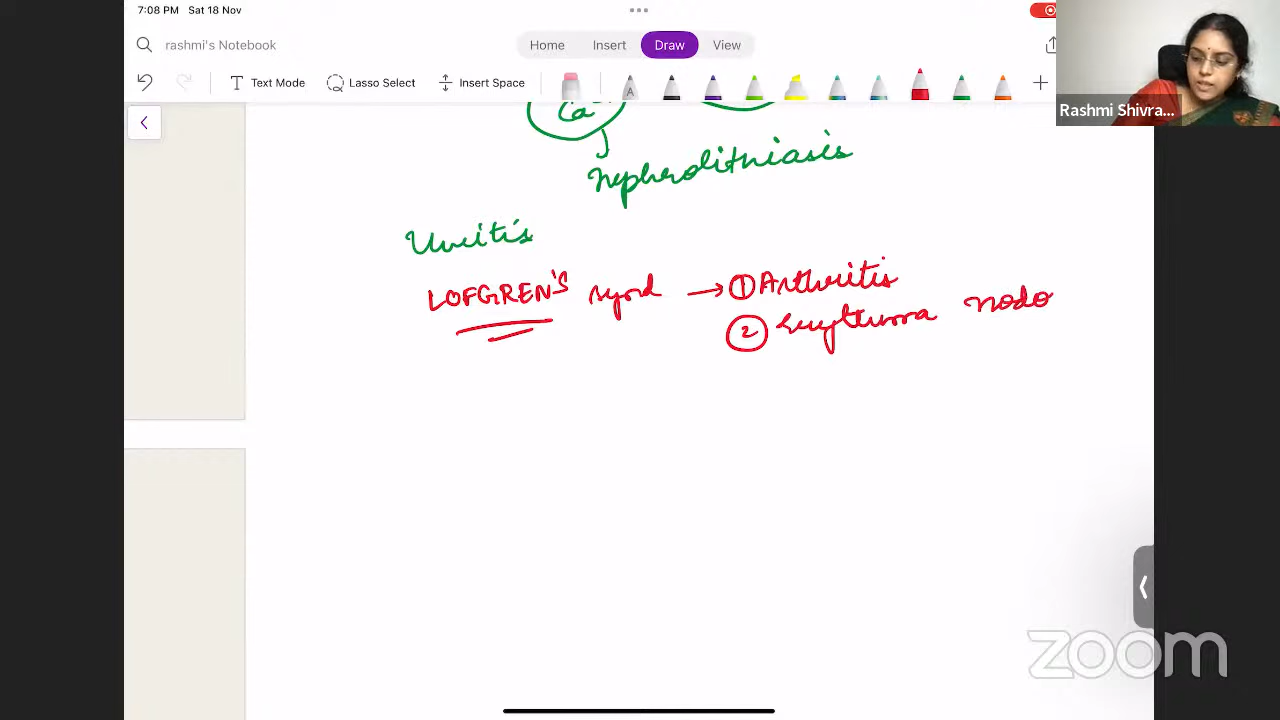 7:08 PM Sat 18 Nov
rashmi's Notebook
Home Insert Draw View
Text Mode Lasso Select Insert Space
A
Rashmi Shivra...
Ca
Nephrolithiasis
Uveitis
LOFGREN'S synd → ① Arthritis
② Erythema nodo
zoom